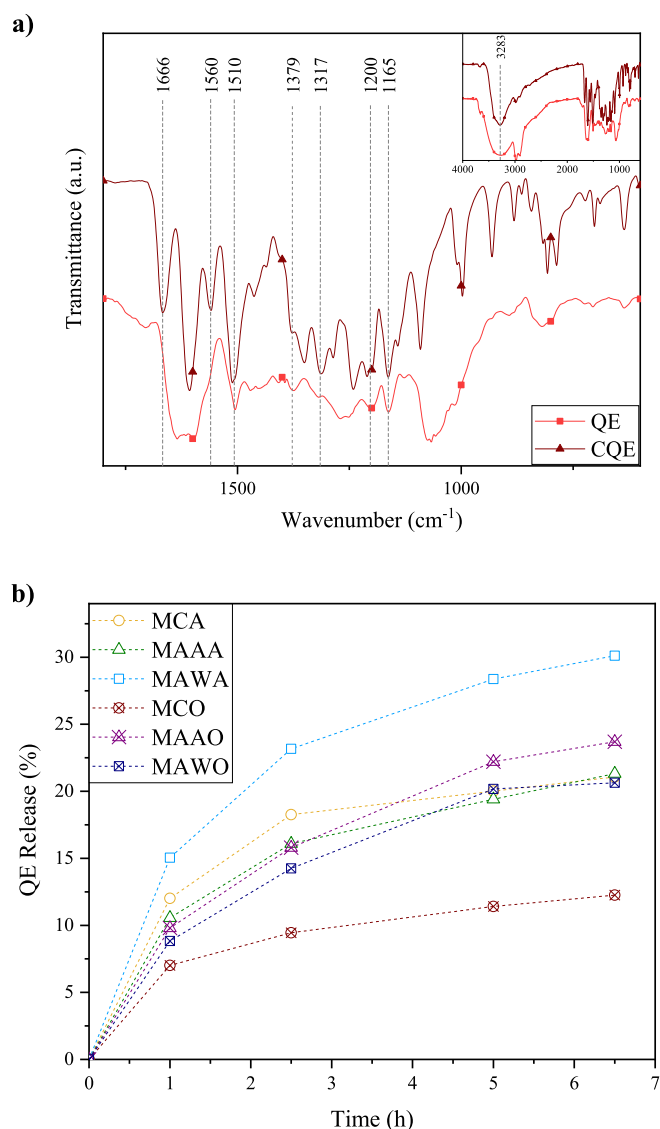 a)
1666
1560
1510
1379
1317
1200
1165
3283
4000
3000
2000
1000
Transmittance (a.u.)
QE
CQE
1500
1000
Wavenumber (cm-1)
b)
MCA
MAAA
MAWA
MCO
MAAO
MAWO
30
25
20
15
10
5
0
QE Release (%)
0
1
2
3
4
5
6
7
Time (h)